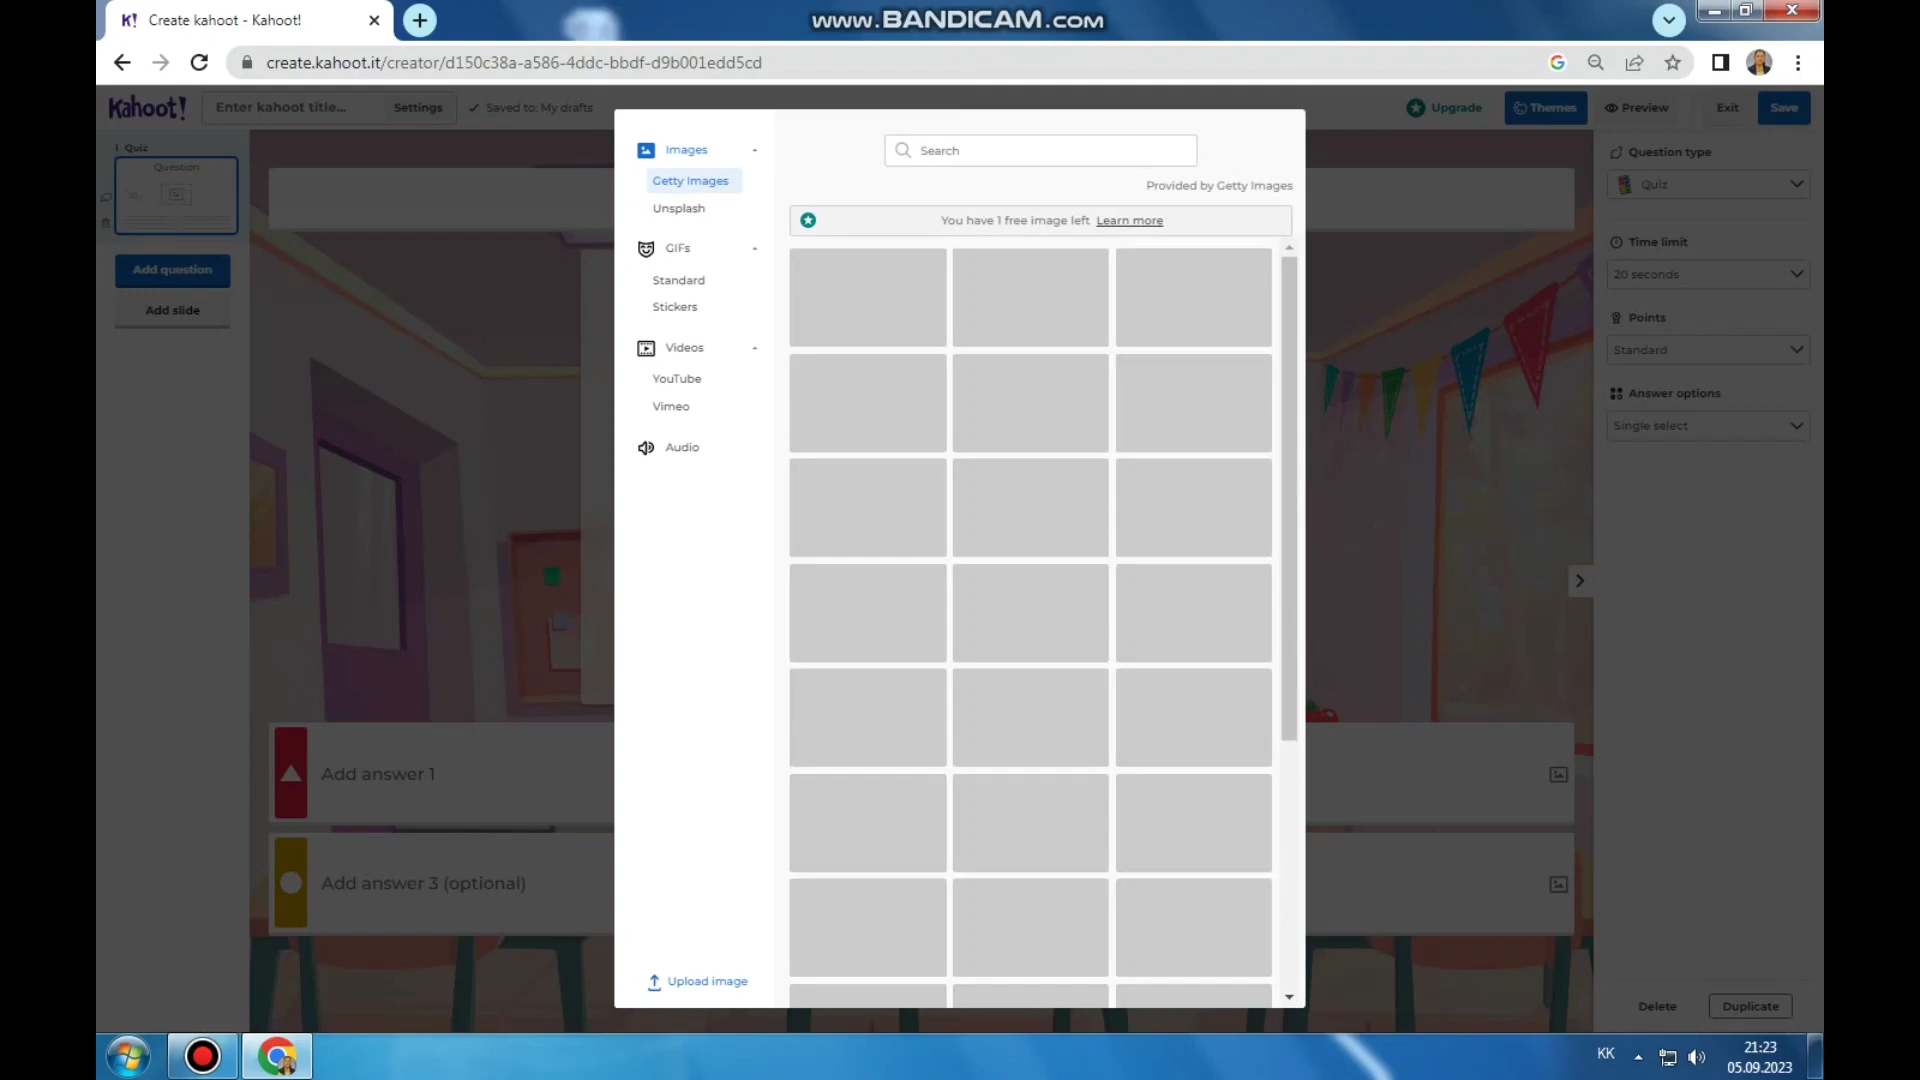 Create kahoot - Kahoot!
www.BANDICAM.com
create.kahoot.it/creator/d150c38a-a586-4ddc-bbdf-d9b001edd5cd
Kahoot!
Enter kahoot title...
Settings
Saved to: My drafts
Upgrade
Themes
Preview
Exit
Save
1 Quiz
Question
Add question
Add slide
Images
Getty Images
Unsplash
GIFs
Standard
Stickers
Videos
YouTube
Vimeo
Audio
Upload image
Search
Provided by Getty Images
You have 1 free image left Learn more
Add answer 1
Add answer 3 (optional)
Question type
Quiz
Time limit
20 seconds
Points
Standard
Answer options
Single select
Delete
Duplicate
KK
21:23
05.09.2023